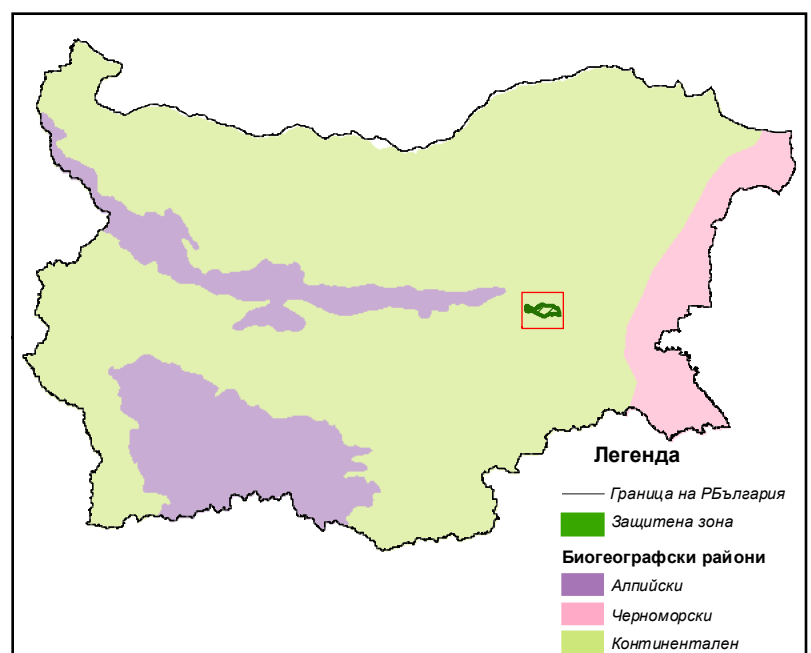 Легенда
Граница на РБългария
Защитена зона
Биогеографски райони
Алпийски
Черноморски
Континентален